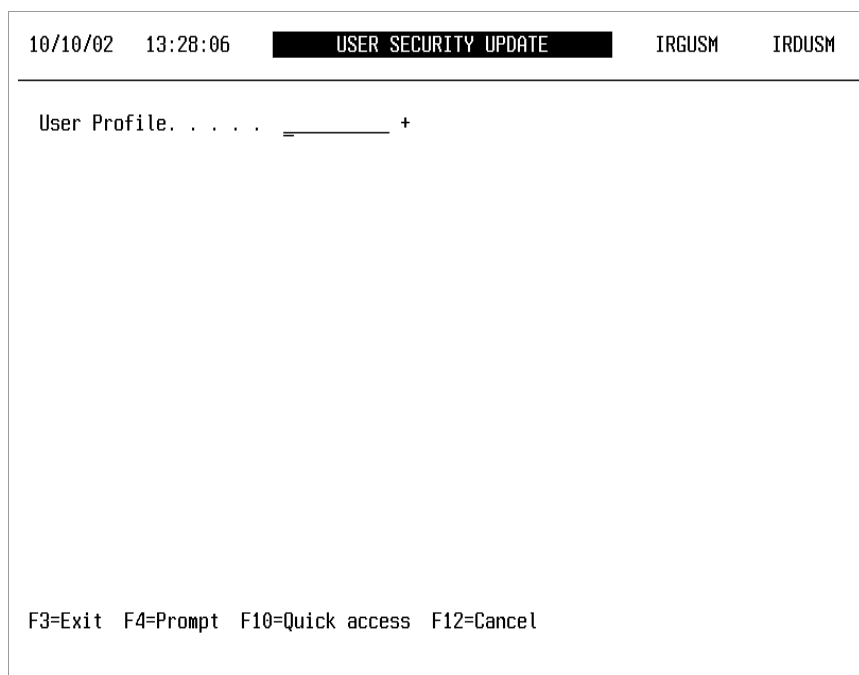 10/10/02 13:28:06 USER SECURITY UPDATE IRGUSM IRDUSM
User Profile. . . . . __________ +
F3=Exit F4=Prompt F10=Quick access F12=Cancel